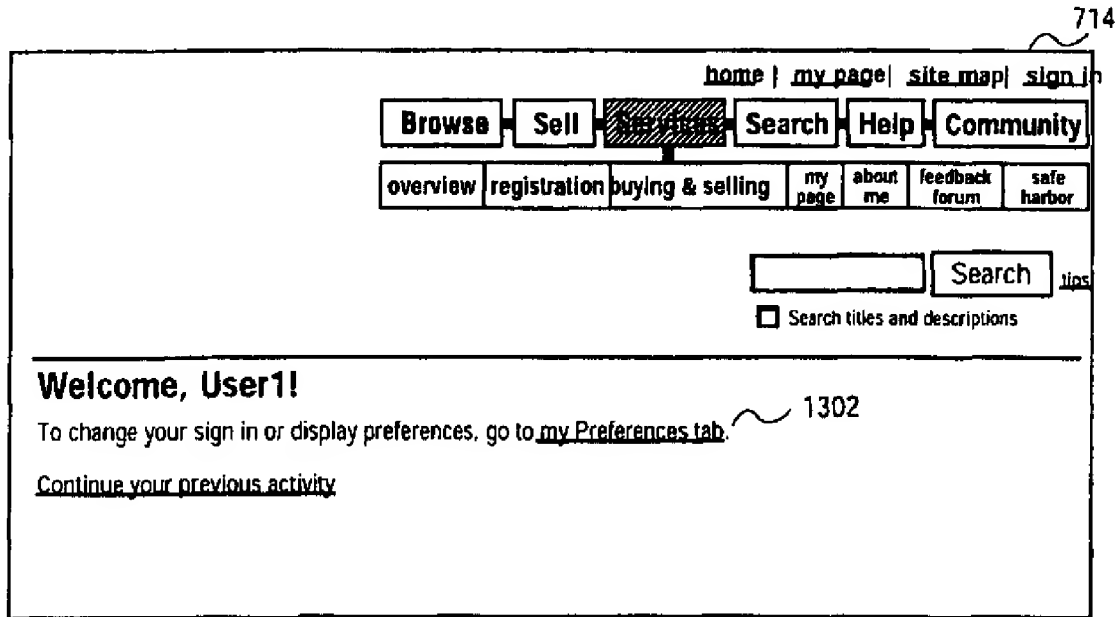 714
home | my page| site map| sign in
Browse Sell Services Search Help Community
overview registration buying & selling my page about me feedback forum safe harbor
Search tips
Search titles and descriptions
Welcome, User1!
To change your sign in or display preferences, go to my Preferences tab. 1302
Continue your previous activity